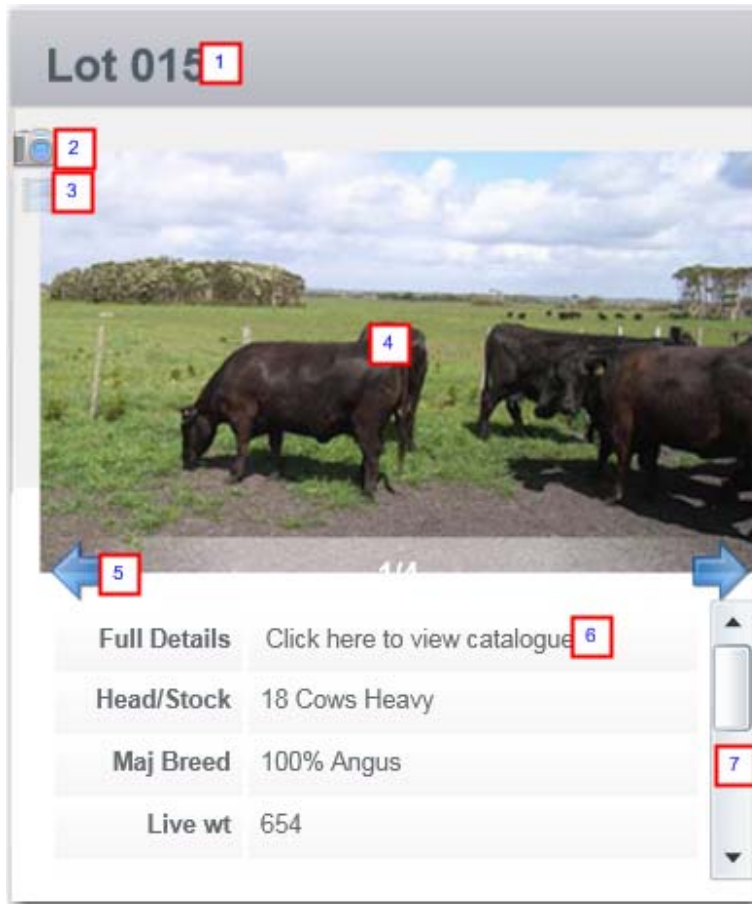 Lot 015 1
2
3
4
5 1/4
Full Details Click here to view catalogue 6
Head/Stock 18 Cows Heavy
7
Maj Breed 100% Angus
Live wt 654